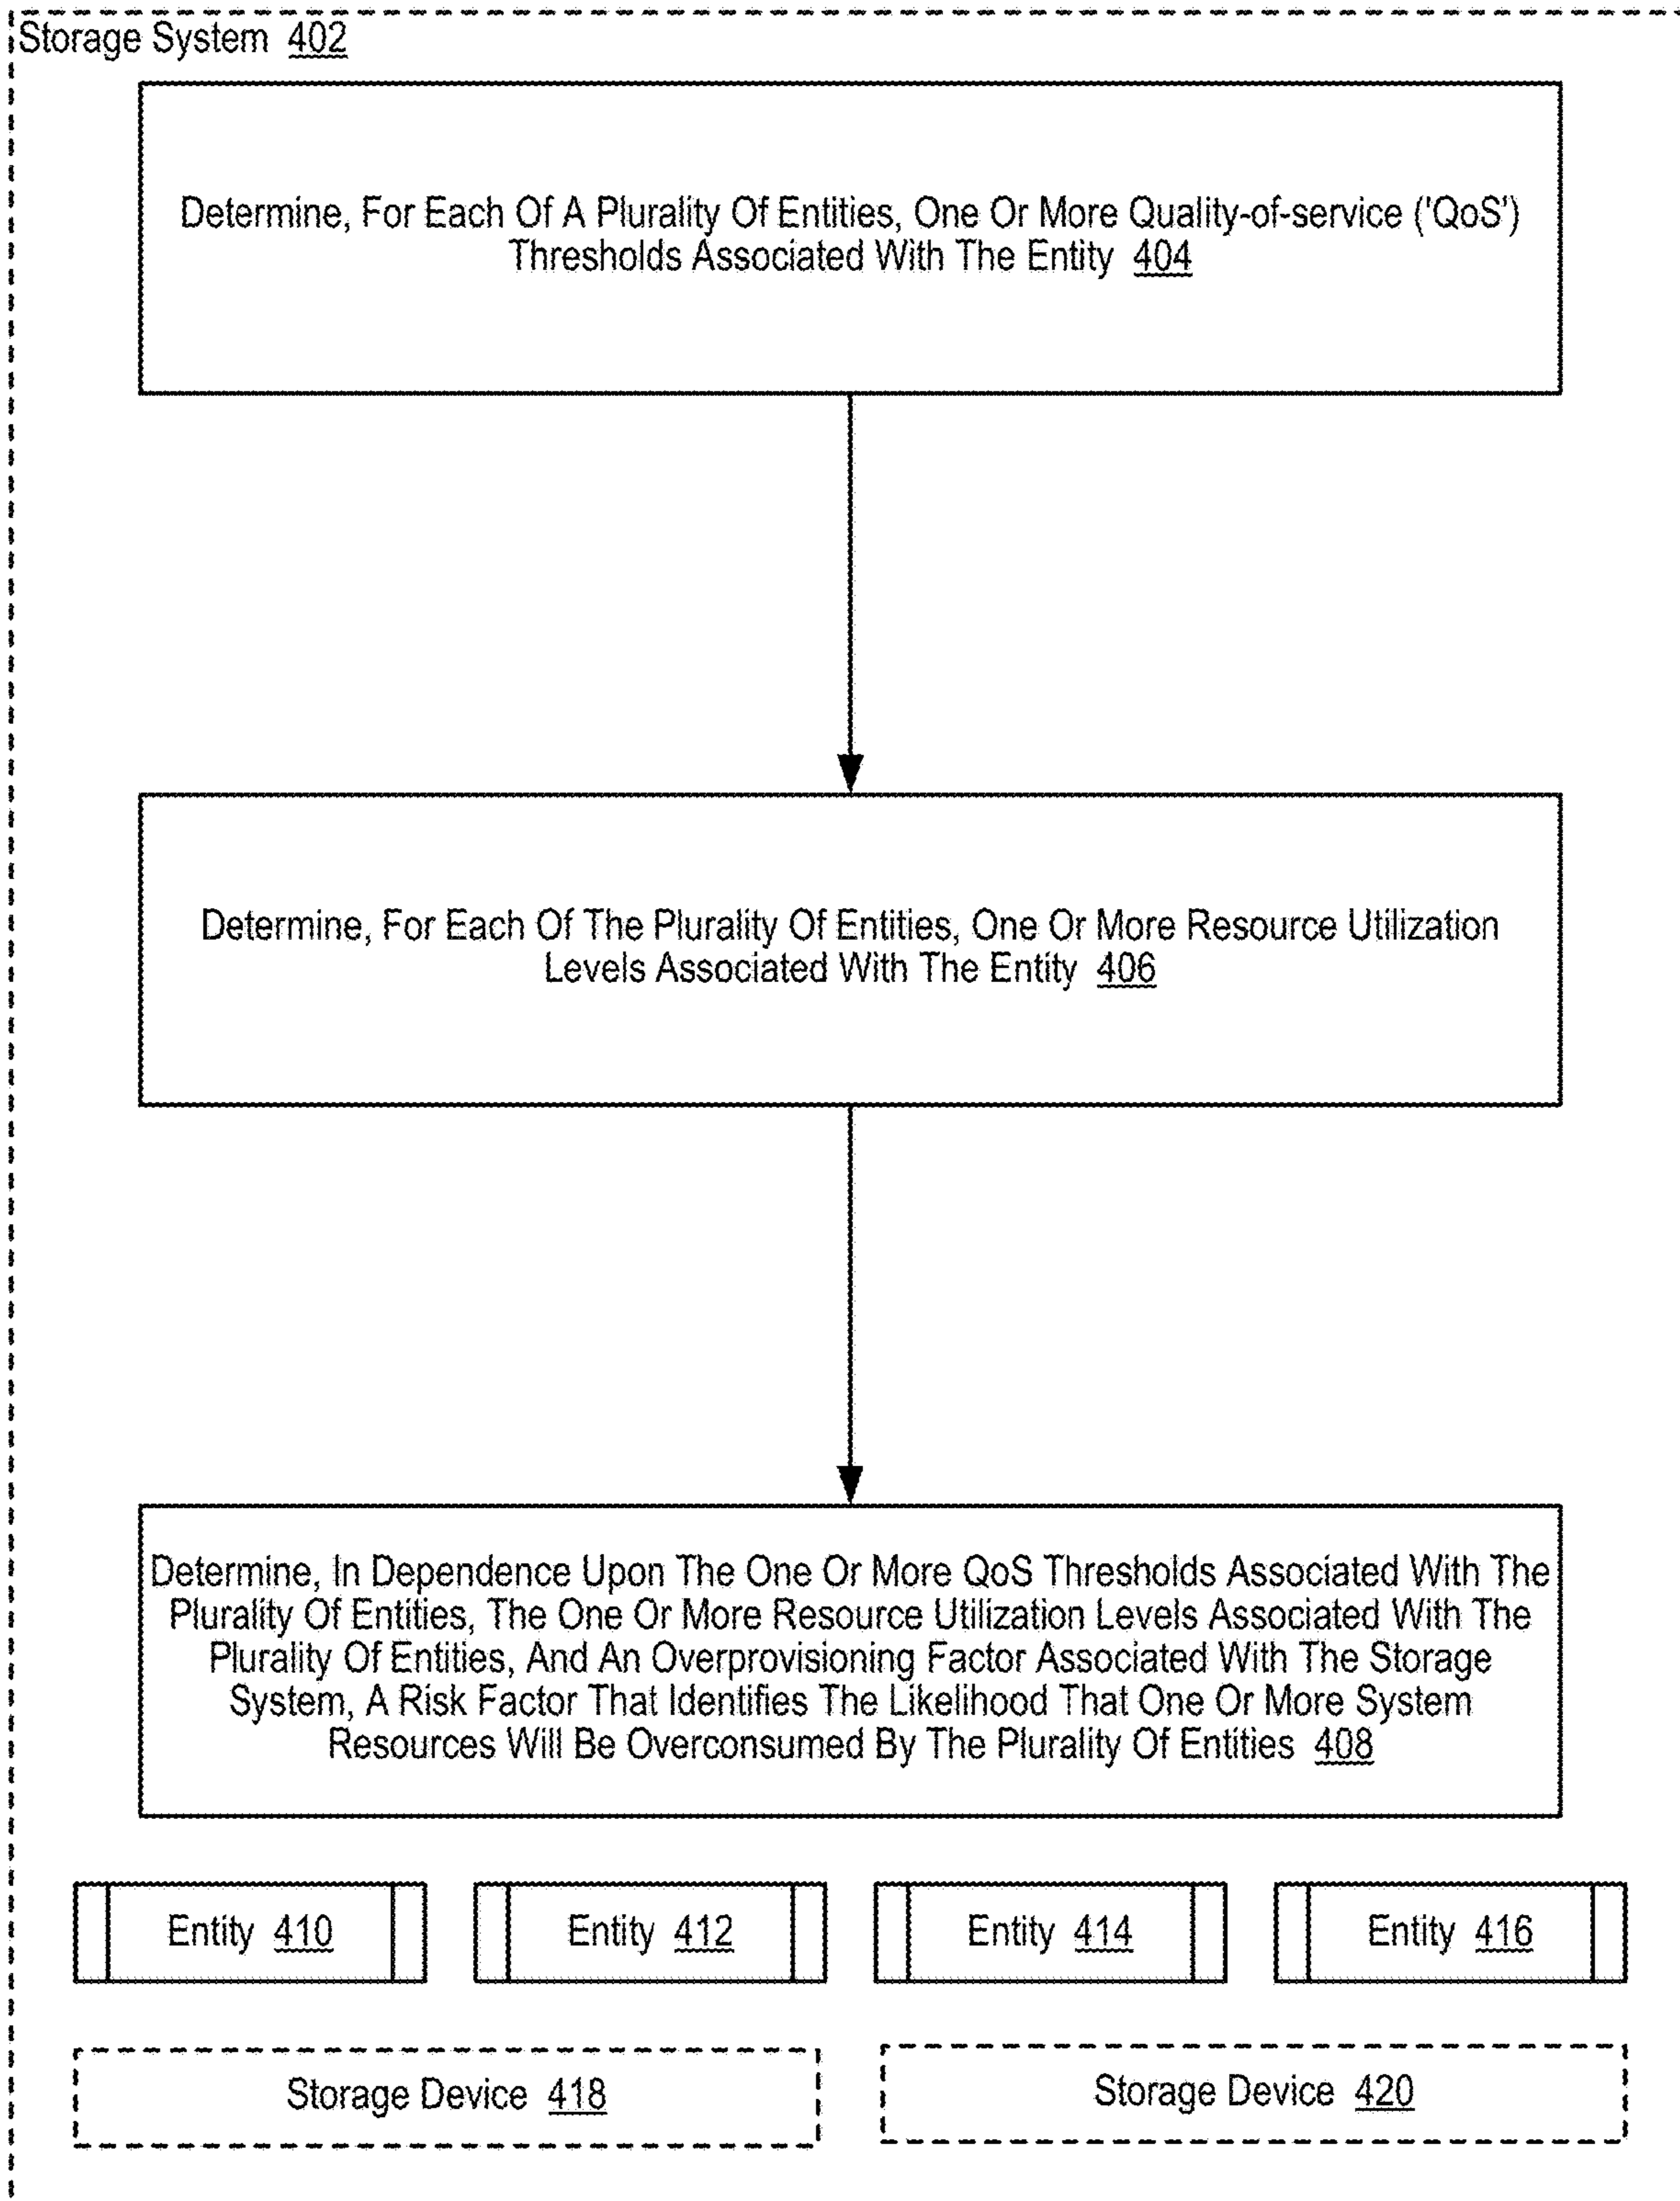 Storage System 402
Determine, For Each Of A Plurality Of Entities, One Or More Quality-of-service ('QoS')
Thresholds Associated With The Entity 404
Determine, For Each Of The Plurality Of Entities, One Or More Resource Utilization
Levels Associated With The Entity 406
Determine, In Dependence Upon The One Or More QoS Thresholds Associated With The
Plurality Of Entities, The One Or More Resource Utilization Levels Associated With The
Plurality Of Entities, And An Overprovisioning Factor Associated With The Storage
System, A Risk Factor That Identifies The Likelihood That One Or More System
Resources Will Be Overconsumed By The Plurality Of Entities 408
Entity 410
Entity 412
Entity 414
Entity 416
Storage Device 418
Storage Device 420